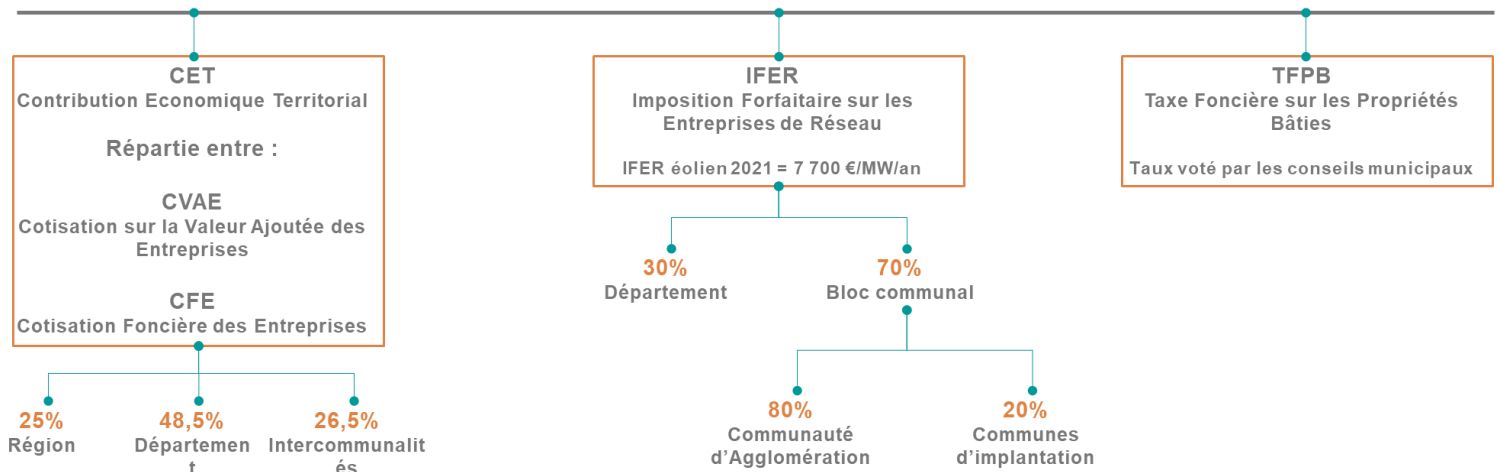 CET
Contribution Economique Territorial
Répartie entre :
CVAE
Cotisation sur la Valeur Ajoutée des
Entreprises
CFE
Cotisation Foncière des Entreprises
25%
Région
48,5%
Départemen
t
26,5%
Intercommunalit
és
IFER
Imposition Forfaitaire sur les
Entreprises de Réseau
IFER éolien 2021 = 7 700 €/MW/an
30%
Département
70%
Bloc communal
80%
Communauté
d’Agglomération
20%
Communes
d’implantation
TFPB
Taxe Foncière sur les Propriétés
Bâties
Taux voté par les conseils municipaux